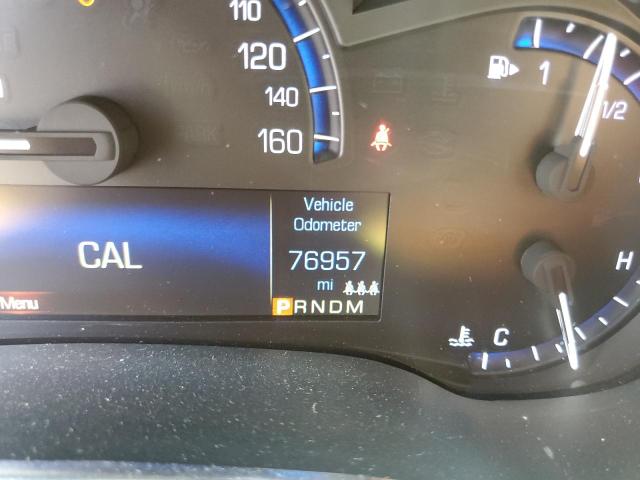 110
120
140
160
1
1/2
Vehicle
Odometer
CAL
76957
mi
H
/Menu
PRNDM
C